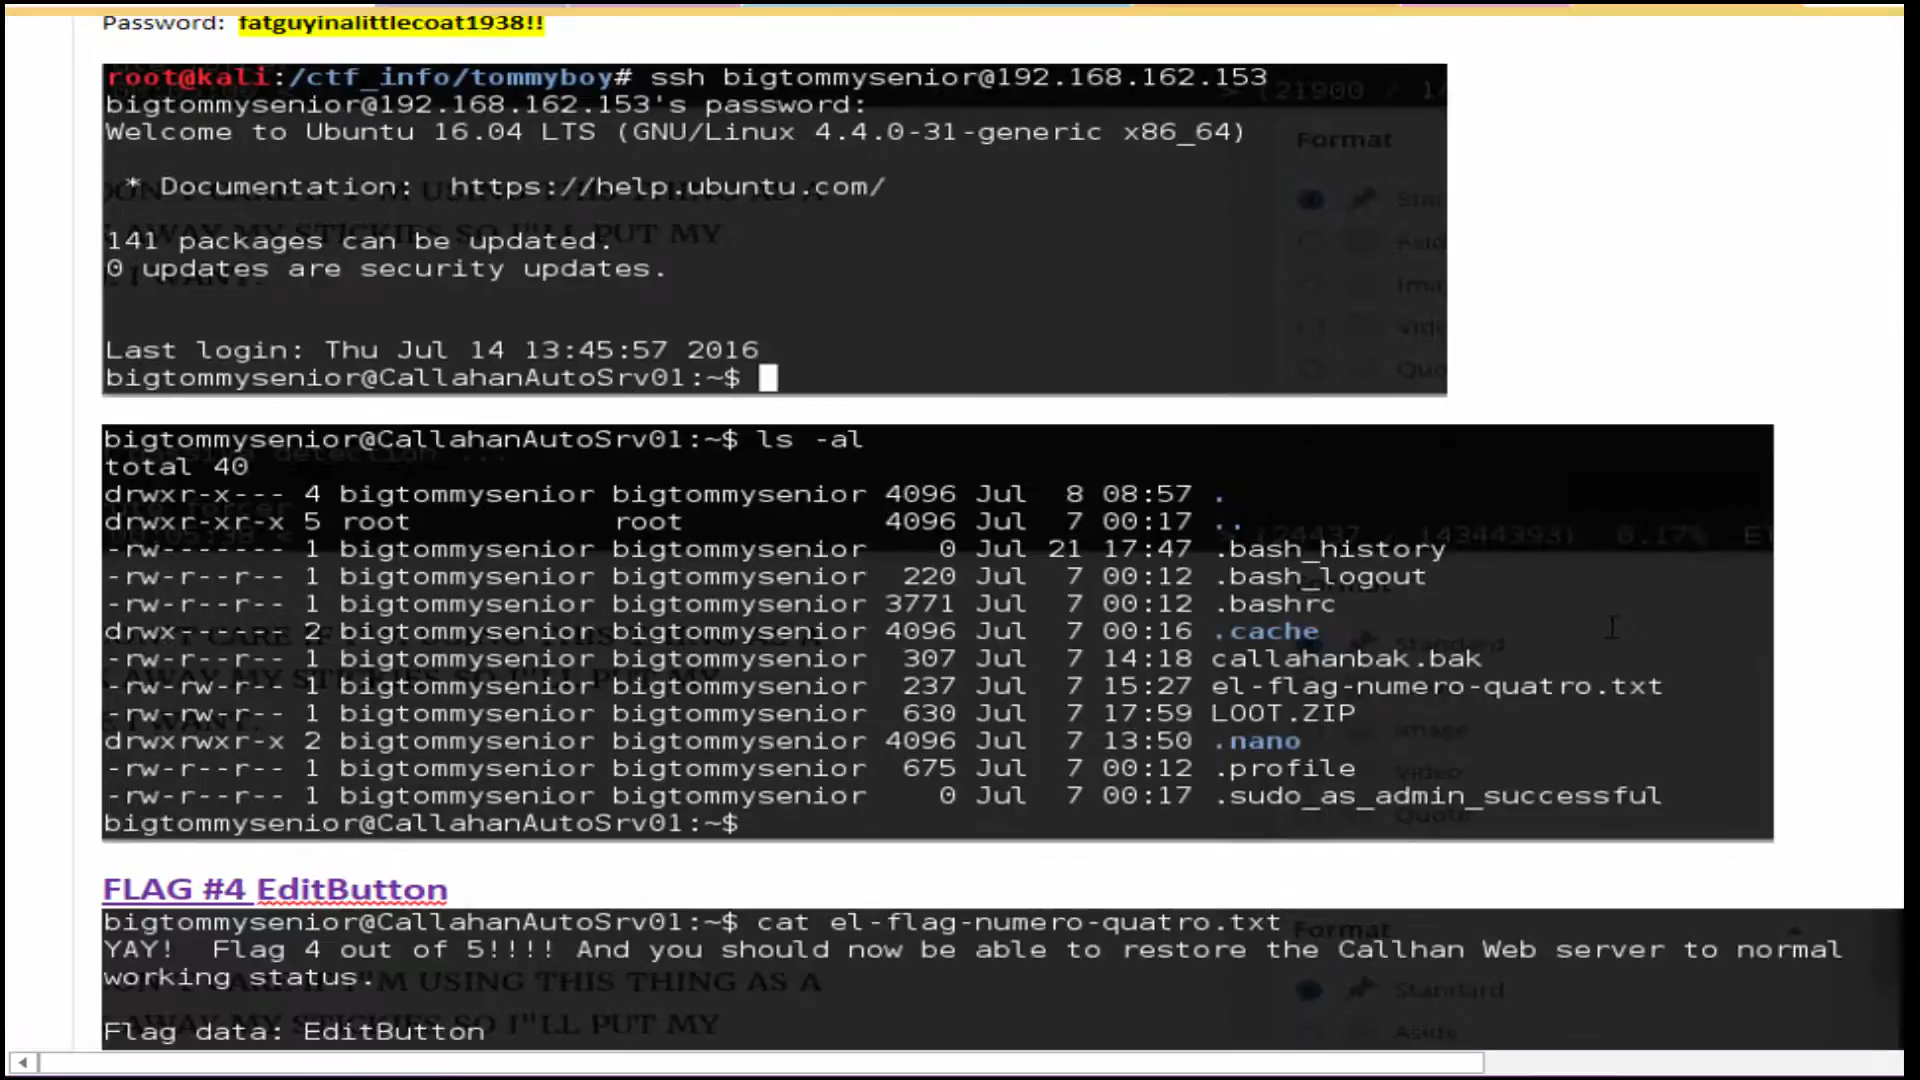 Password: fatguyinalittlecoat1938!!
root@kali:/ctf_info/tommyboy# ssh bigtommysenior@192.168.162.153
bigtommysenior@192.168.162.153's password:
Welcome to Ubuntu 16.04 LTS (GNU/Linux 4.4.0-31-generic x86_64)
* Documentation:  https://help.ubuntu.com/
141 packages can be updated.
0 updates are security updates.
Last login: Thu Jul 14 13:45:57 2016
bigtommysenior@CallahanAutoSrv01:~$
bigtommysenior@CallahanAutoSrv01:~$ ls -al
total 40
drwxr-x--- 4 bigtommysenior bigtommysenior 4096 Jul  8 08:57 .
drwxr-xr-x 5 root           root           4096 Jul  7 00:17 ..
-rw------- 1 bigtommysenior bigtommysenior    0 Jul 21 17:47 .bash_history
-rw-r--r-- 1 bigtommysenior bigtommysenior  220 Jul  7 00:12 .bash_logout
-rw-r--r-- 1 bigtommysenior bigtommysenior 3771 Jul  7 00:12 .bashrc
drwx------ 2 bigtommysenior bigtommysenior 4096 Jul  7 00:16 .cache
-rw-r--r-- 1 bigtommysenior bigtommysenior  307 Jul  7 14:18 callahanbak.bak
-rw-rw-r-- 1 bigtommysenior bigtommysenior  237 Jul  7 15:27 el-flag-numero-quatro.txt
-rw-rw-r-- 1 bigtommysenior bigtommysenior  630 Jul  7 17:59 LOOT.ZIP
drwxrwxr-x 2 bigtommysenior bigtommysenior 4096 Jul  7 13:50 .nano
-rw-r--r-- 1 bigtommysenior bigtommysenior  675 Jul  7 00:12 .profile
-rw-r--r-- 1 bigtommysenior bigtommysenior    0 Jul  7 00:17 .sudo_as_admin_successful
bigtommysenior@CallahanAutoSrv01:~$
FLAG #4 EditButton
bigtommysenior@CallahanAutoSrv01:~$ cat el-flag-numero-quatro.txt
YAY!  Flag 4 out of 5!!!! And you should now be able to restore the Callhan Web server to normal
working status.
Flag data: EditButton